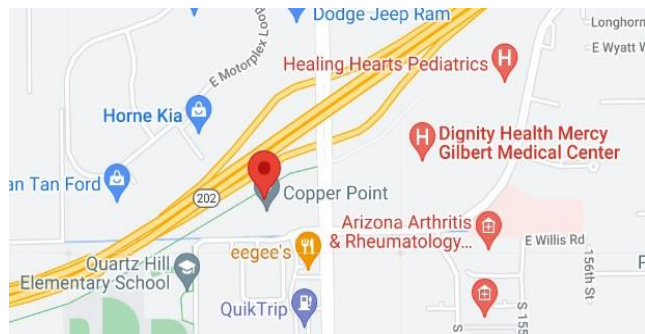 Dodge Jeep Ram
Longhorn
E Wyatt W
E Motorplex Loop
Healing Hearts Pediatrics
H
Horne Kia
H
Dignity Health Mercy
Gilbert Medical Center
an Tan Ford
202
Copper Point
Arizona Arthritis
& Rheumatology...
E Willis Rd
eegee's
Quartz Hill
Elementary School
156th St
P
QuikTrip
S
S 155